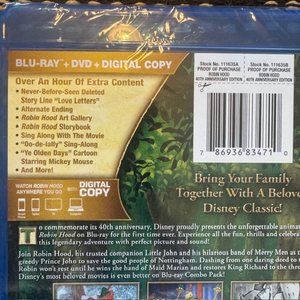 BLU-RAY + DVD + DIGITAL COPY
Over An Hour Of Extra Content
• Never-Before-Seen Deleted
Story Line "Love Letters"
• Alternate Ending
• Robin Hood Art Gallery
• Robin Hood Storybook
• Sing Along With The Movie
• "Oo-de-lally" Sing-Along
• "Ye Olden Days" Cartoon
Starring Mickey Mouse
• And More!
WATCH ROBIN HOOD
ANYWHERE YOU GO
WITH DIGITAL
COPY
Stock No. 111635A
PROOF OF PURCHASE
ROBIN HOOD
40TH ANNIVERSARY EDITION
Stock No. 111635B
PROOF OF PURCHASE
ROBIN HOOD
40TH ANNIVERSARY EDITION
7 86936 83471 0
Bring Your Family
Together With A Belove
Disney Classic!
To commemorate its 40th anniversary, Disney proudly presents the unforgettable animat
of Robin Hood on Blu-ray for the first time ever. Experience the fun, thrills and celebrat
this legendary adventure with perfect picture and sound!
Join Robin Hood, his trusted companion Little John and his hilarious band of Merry Men as t
greedy Prince John to save the good people of Nottingham. Dashing from one daring deed to
Robin won't rest until he wins the hand of Maid Marian and restores King Richard to the thro
Disney's most beloved movies is even better on Blu-ray Combo P